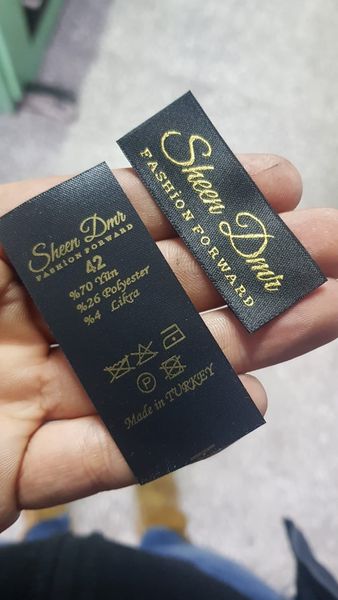 Sheen Dmr
FASHiON FORWARD
Sheen Dmr
FASHiON FORWARD
42
%70 Yün
%26 Polyester
%4 Likra
P
Made in TURKEY